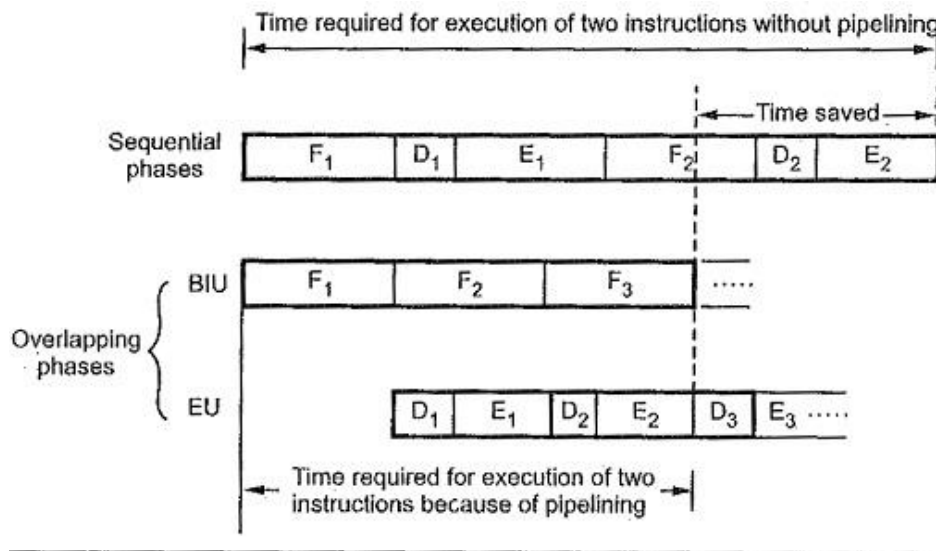 Time required for execution of two instructions without pipelining
Time saved
Sequential
phases
F₁ D₁ E₁ F₂ D₂ E₂
BIU
F₁ F₂ F₃ .....
Overlapping
phases
EU
D₁ E₁ D₂ E₂ D₃ E₃ .....
Time required for execution of two
instructions because of pipelining